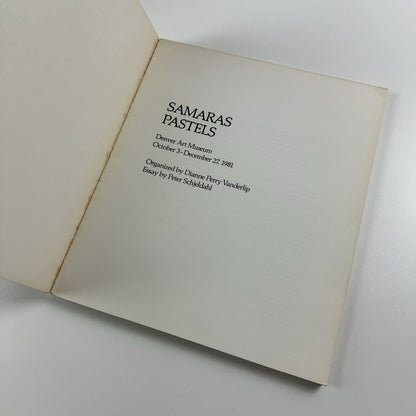 SAMARAS
PASTELS
Denver Art Museum
October 3–December 27 1981
Organized by Dianne Perry Vanderlip
Essay by Peter Schjeldahl